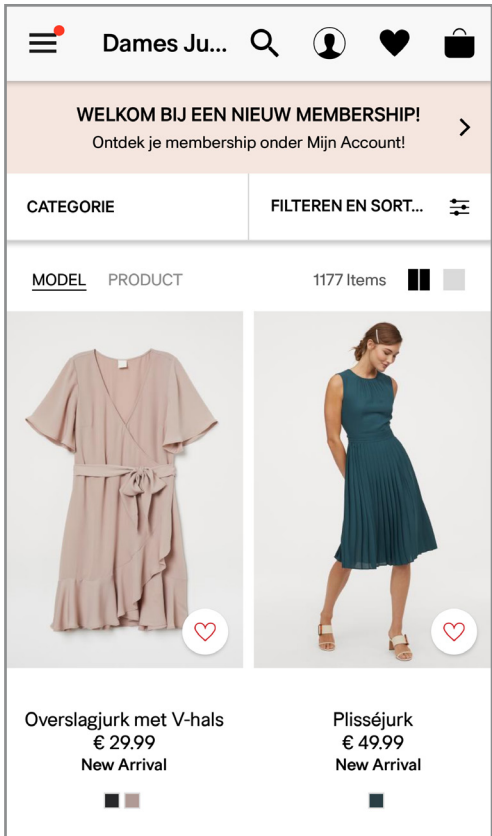 Dames Ju...
WELKOM BIJ EEN NIEUW MEMBERSHIP!
Ontdek je membership onder Mijn Account!
CATEGORIE
FILTEREN EN SORT...
MODEL PRODUCT 1177 Items
Overslagjurk met V-hals
€ 29.99
New Arrival
Plisséjurk
€ 49.99
New Arrival